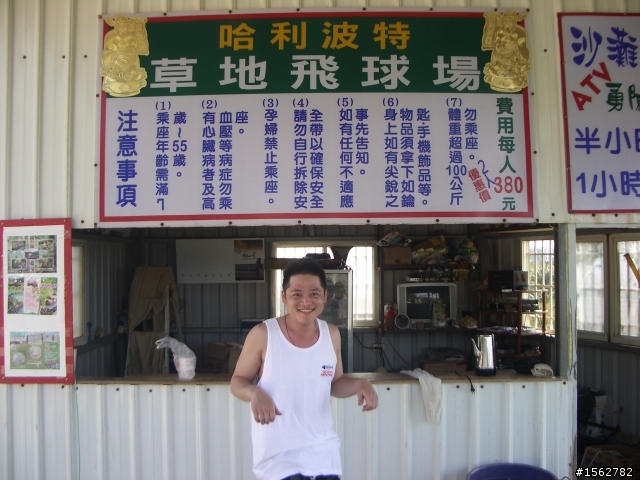 哈利波特
草地飛球場
注意事項
(1)乘座年齡需滿7
歲~55歲。
(2)有心臟病者及高
血壓等病症勿乘
座。
(3)孕婦禁止乘座。
(4)請勿自行拆除安
全帶以確保安全
(5)如有任何不適應
事先告知。
(6)身上如有尖銳之
物品須拿下如鑰
匙、手機飾品等。
(7)體重超過100公斤
勿乘座。
優惠價
費用每人380元
沙灘
ATV
半小
1小時
#1562782